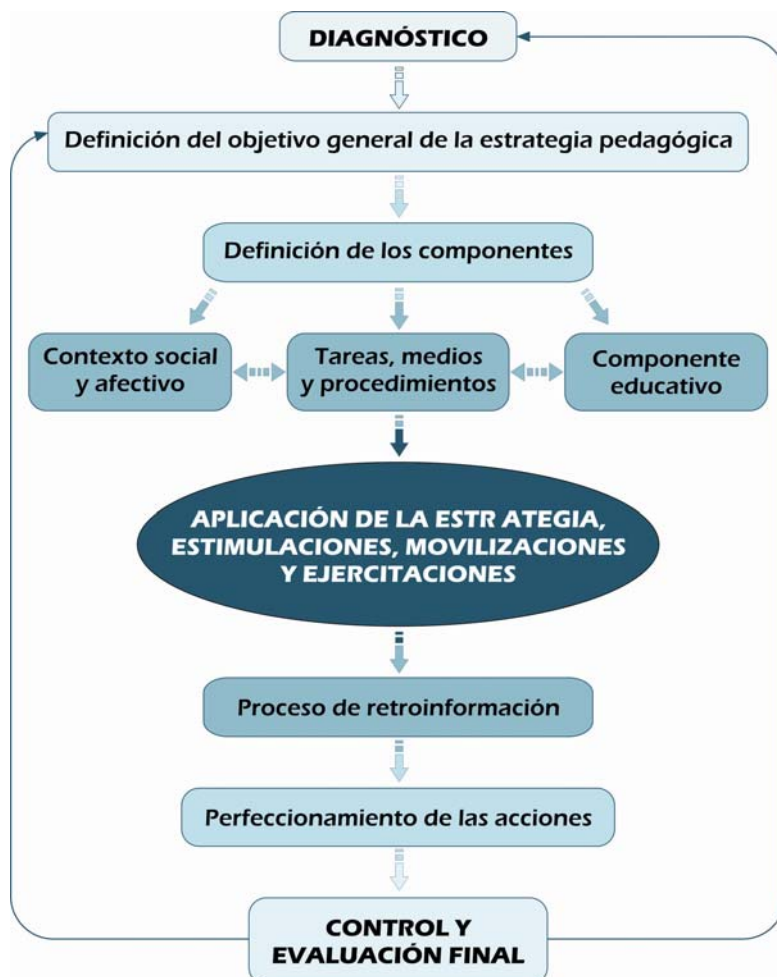 DIAGNÓSTICO
Definición del objetivo general de la estrategia pedagógica
Definición de los componentes
Contexto social
y afectivo
Tareas, medios
y procedimientos
Componente
educativo
APLICACIÓN DE LA ESTR ATEGIA,
ESTIMULACIONES, MOVILIZACIONES
Y EJERCITACIONES
Proceso de retroinformación
Perfeccionamiento de las acciones
CONTROL Y
EVALUACIÓN FINAL